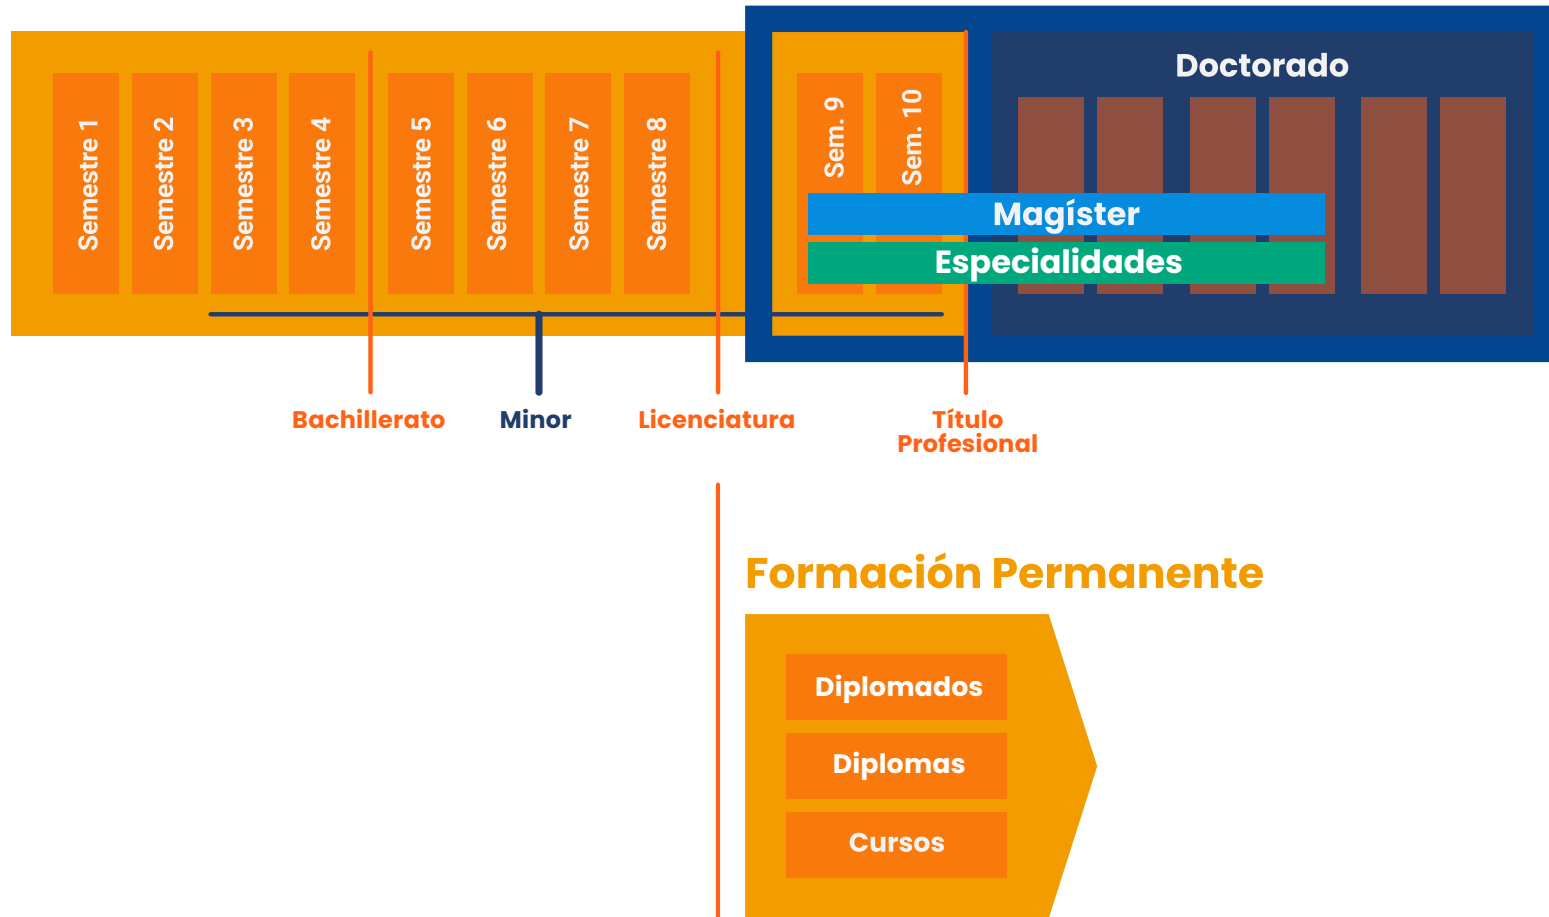 Semestre 1
Semestre 2
Semestre 3
Semestre 4
Semestre 5
Semestre 6
Semestre 7
Semestre 8
Sem. 9
Sem. 10
Doctorado
Magíster
Especialidades
Bachillerato
Minor
Licenciatura
Título
Profesional
Formación Permanente
Diplomados
Diplomas
Cursos